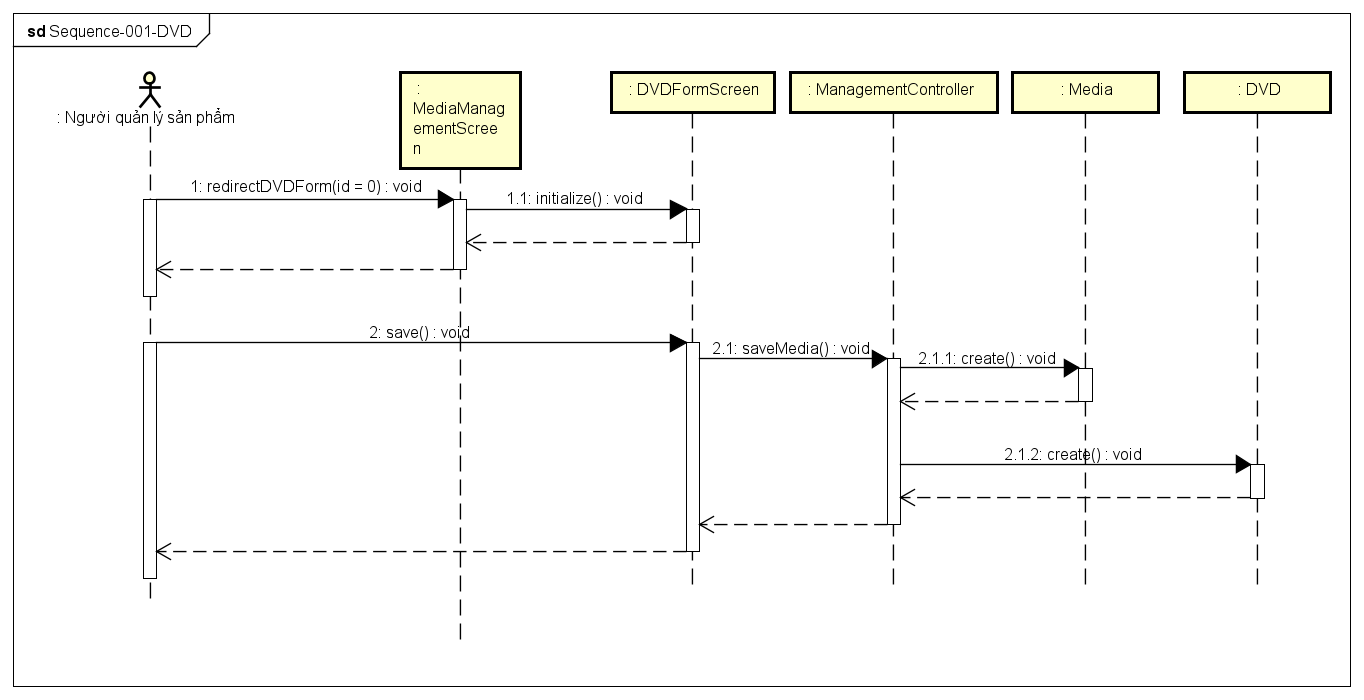 sd Sequence-001-DVD
: Người quản lý sản phẩm
:
MediaManag
ementScree
n
: DVDFormScreen
: ManagementController
: Media
: DVD
1: redirectDVDForm(id = 0) : void
1.1: initialize() : void
2: save() : void
2.1: saveMedia() : void
2.1.1: create() : void
2.1.2: create() : void